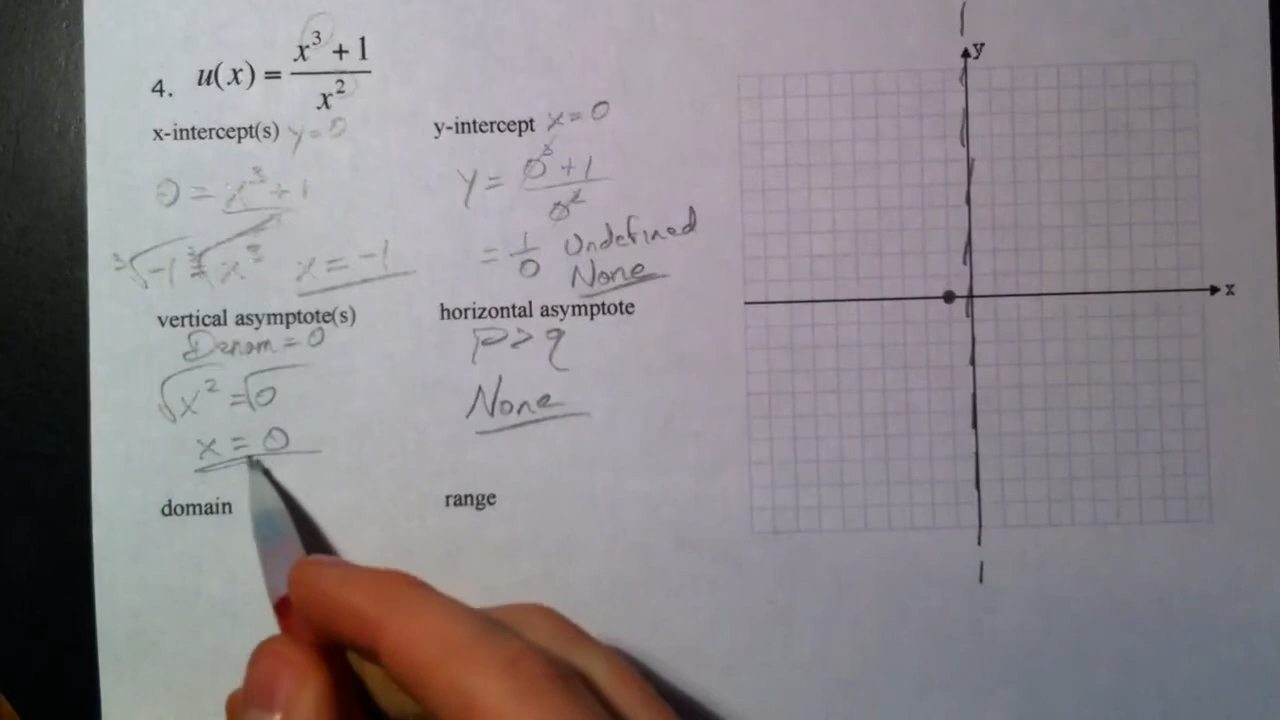 4. u(x) = (x³ + 1) / x²
x-intercept(s) y = 0
0 = x³ + 1
∛-1 = ∛x³ x = -1
y-intercept x = 0
y = (0³ + 1) / 0²
= 1/0 Undefined
None
vertical asymptote(s)
Denom = 0
√x² = √0
x = 0
horizontal asymptote
P > q
None
domain
range
y
x